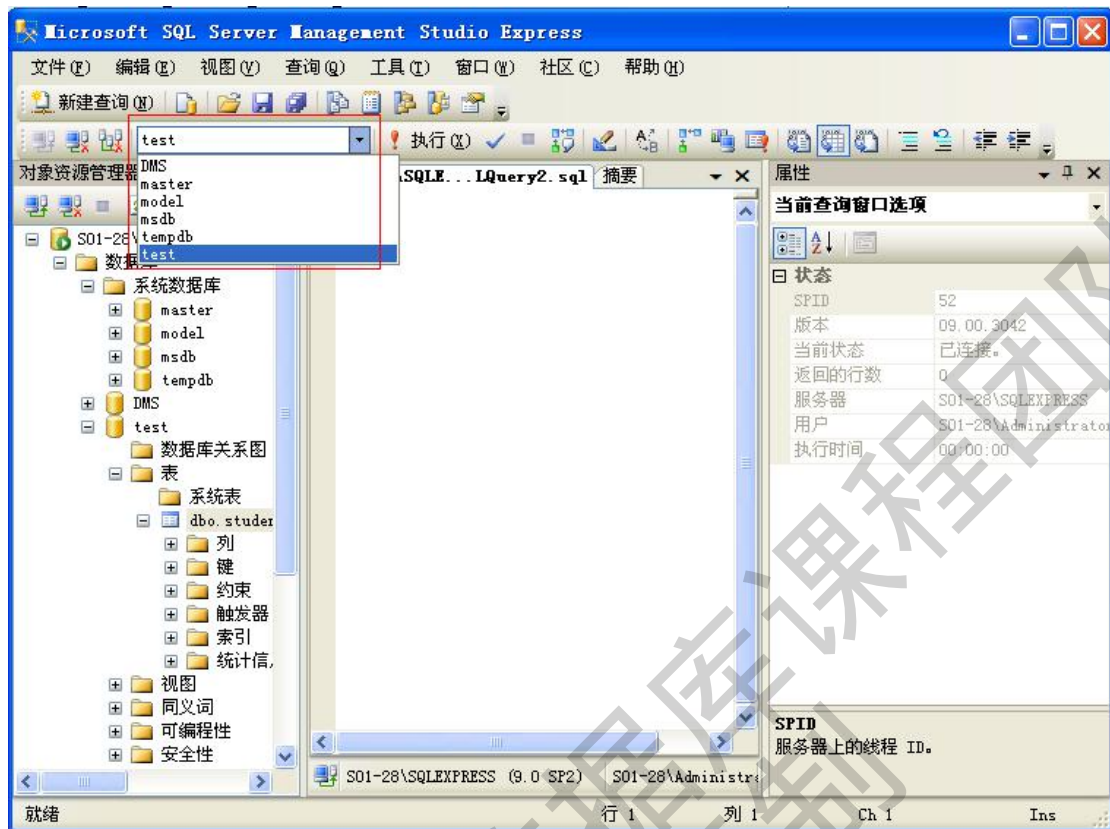 Microsoft SQL Server Management Studio Express
文件(F) 编辑(E) 视图(V) 查询(Q) 工具(T) 窗口(W) 社区(C) 帮助(H)
新建查询(N)
test
执行(X)
DMS
master
model
msdb
tempdb
test
对象资源管理器
S01-28\
数据库
系统数据库
master
model
msdb
tempdb
DMS
test
数据库关系图
表
系统表
dbo.studen
列
键
约束
触发器
索引
统计信
视图
同义词
可编程性
安全性
\SQLE...LQuery2.sql 摘要
S01-28\SQLEXPRESS (9.0 SP2) S01-28\Administra
属性
当前查询窗口选项
状态
SPID 52
版本 09.00.3042
当前状态 已连接。
返回的行数 0
服务器 S01-28\SQLEXPRESS
用户 S01-28\Administrator
执行时间 00:00:00
SPID
服务器上的线程 ID。
就绪 行 1 列 1 Ch 1 Ins
据库课程团队
制